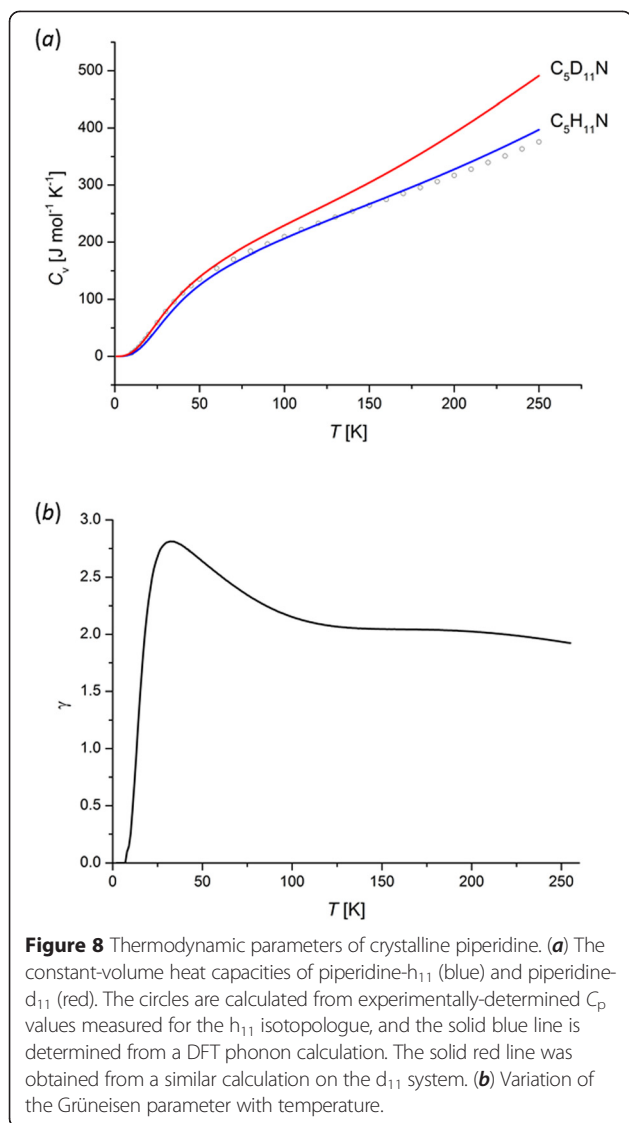 (a)
500
400
300
200
100
0
Cᵥ [J mol⁻¹ K⁻¹]
C₅D₁₁N
C₅H₁₁N
0 50 100 150 200 250
T [K]
(b)
3.0
2.5
2.0
1.5
1.0
0.5
0.0
γ
0 50 100 150 200 250
T [K]
Figure 8 Thermodynamic parameters of crystalline piperidine. (a) The
constant-volume heat capacities of piperidine-h₁₁ (blue) and piperidine-
d₁₁ (red). The circles are calculated from experimentally-determined Cₚ
values measured for the h₁₁ isotopologue, and the solid blue line is
determined from a DFT phonon calculation. The solid red line was
obtained from a similar calculation on the d₁₁ system. (b) Variation of
the Grüneisen parameter with temperature.